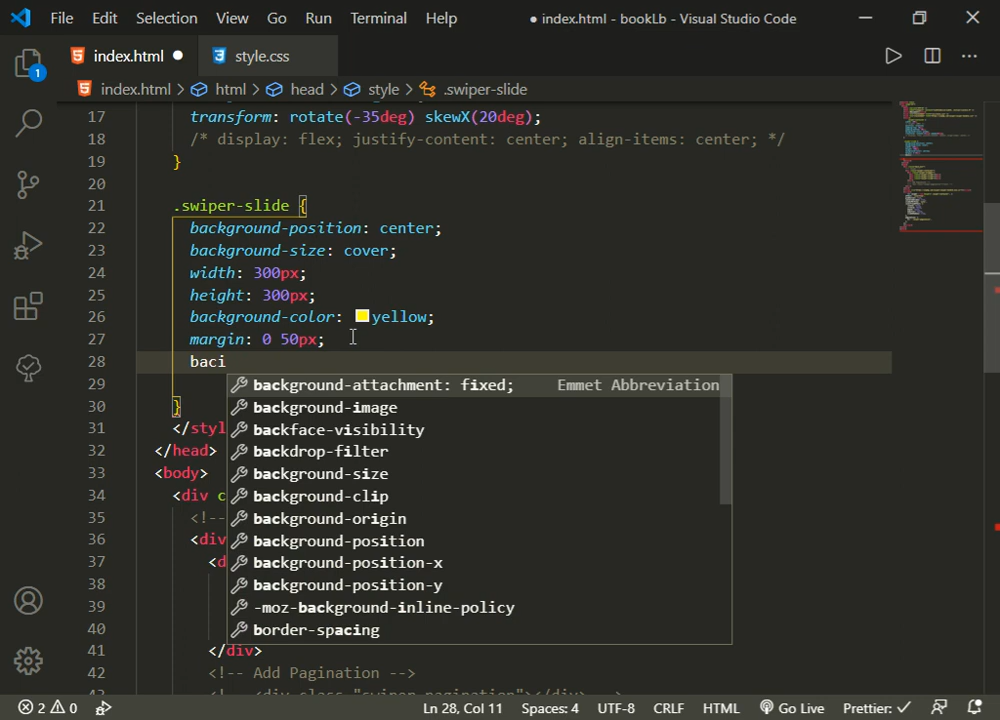 File Edit Selection View Go Run Terminal Help ● index.html - bookLb - Visual Studio Code
index.html ● style.css
index.html > html > head > style > .swiper-slide
1
17 transform: rotate(-35deg) skewX(20deg);
18 /* display: flex; justify-content: center; align-items: center; */
19 }
20
21 .swiper-slide {
22 background-position: center;
23 background-size: cover;
24 width: 300px;
25 height: 300px;
26 background-color: yellow;
27 margin: 0 50px;
28 baci
29 background-attachment: fixed; Emmet Abbreviation
30 } background-image
31 </styl backface-visibility
32 </head> backdrop-filter
33 <body> background-size
34 <div c background-clip
35 <!-- background-origin
36 <div background-position
37 <d background-position-x
38 background-position-y
39 -moz-background-inline-policy
40 border-spacing
41 </div>
42 <!-- Add Pagination -->
2 0 Ln 28, Col 11 Spaces: 4 UTF-8 CRLF HTML Go Live Prettier: ✓